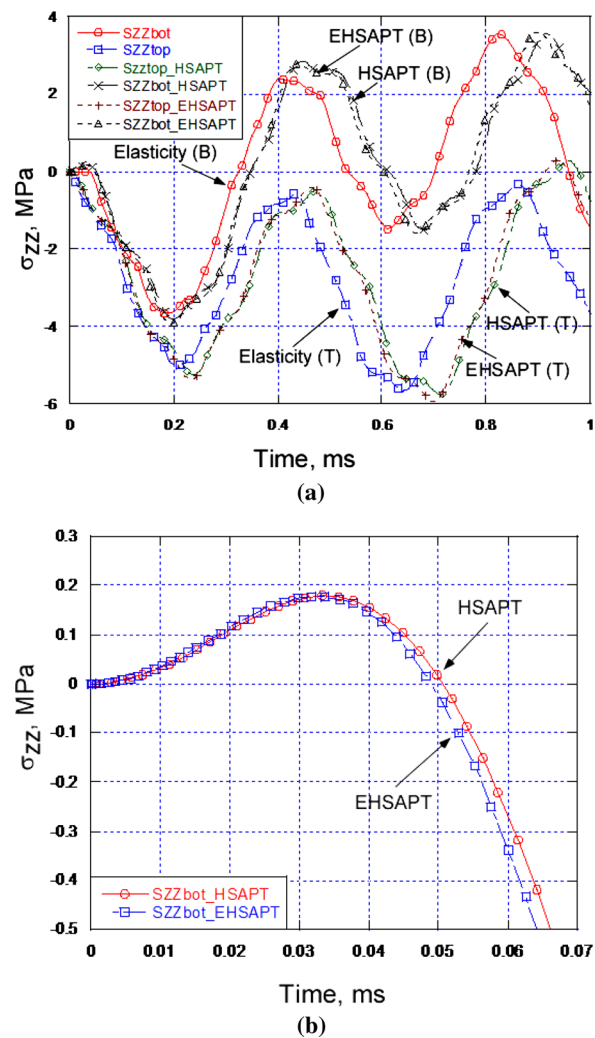 4
2
0
-2
-4
-6
σZZ, MPa
SZZbot
SZZtop
Szztop_HSAPT
SZZbot_HSAPT
SZZtop_EHSAPT
SZZbot_EHSAPT
EHSAPT (B)
HSAPT (B)
Elasticity (B)
Elasticity (T)
HSAPT (T)
EHSAPT (T)
0 0.2 0.4 0.6 0.8 1
Time, ms
(a)
0.3
0.2
0.1
0
-0.1
-0.2
-0.3
-0.4
-0.5
σZZ, MPa
HSAPT
EHSAPT
SZZbot_HSAPT
SZZbot_EHSAPT
0 0.01 0.02 0.03 0.04 0.05 0.06 0.07
Time, ms
(b)